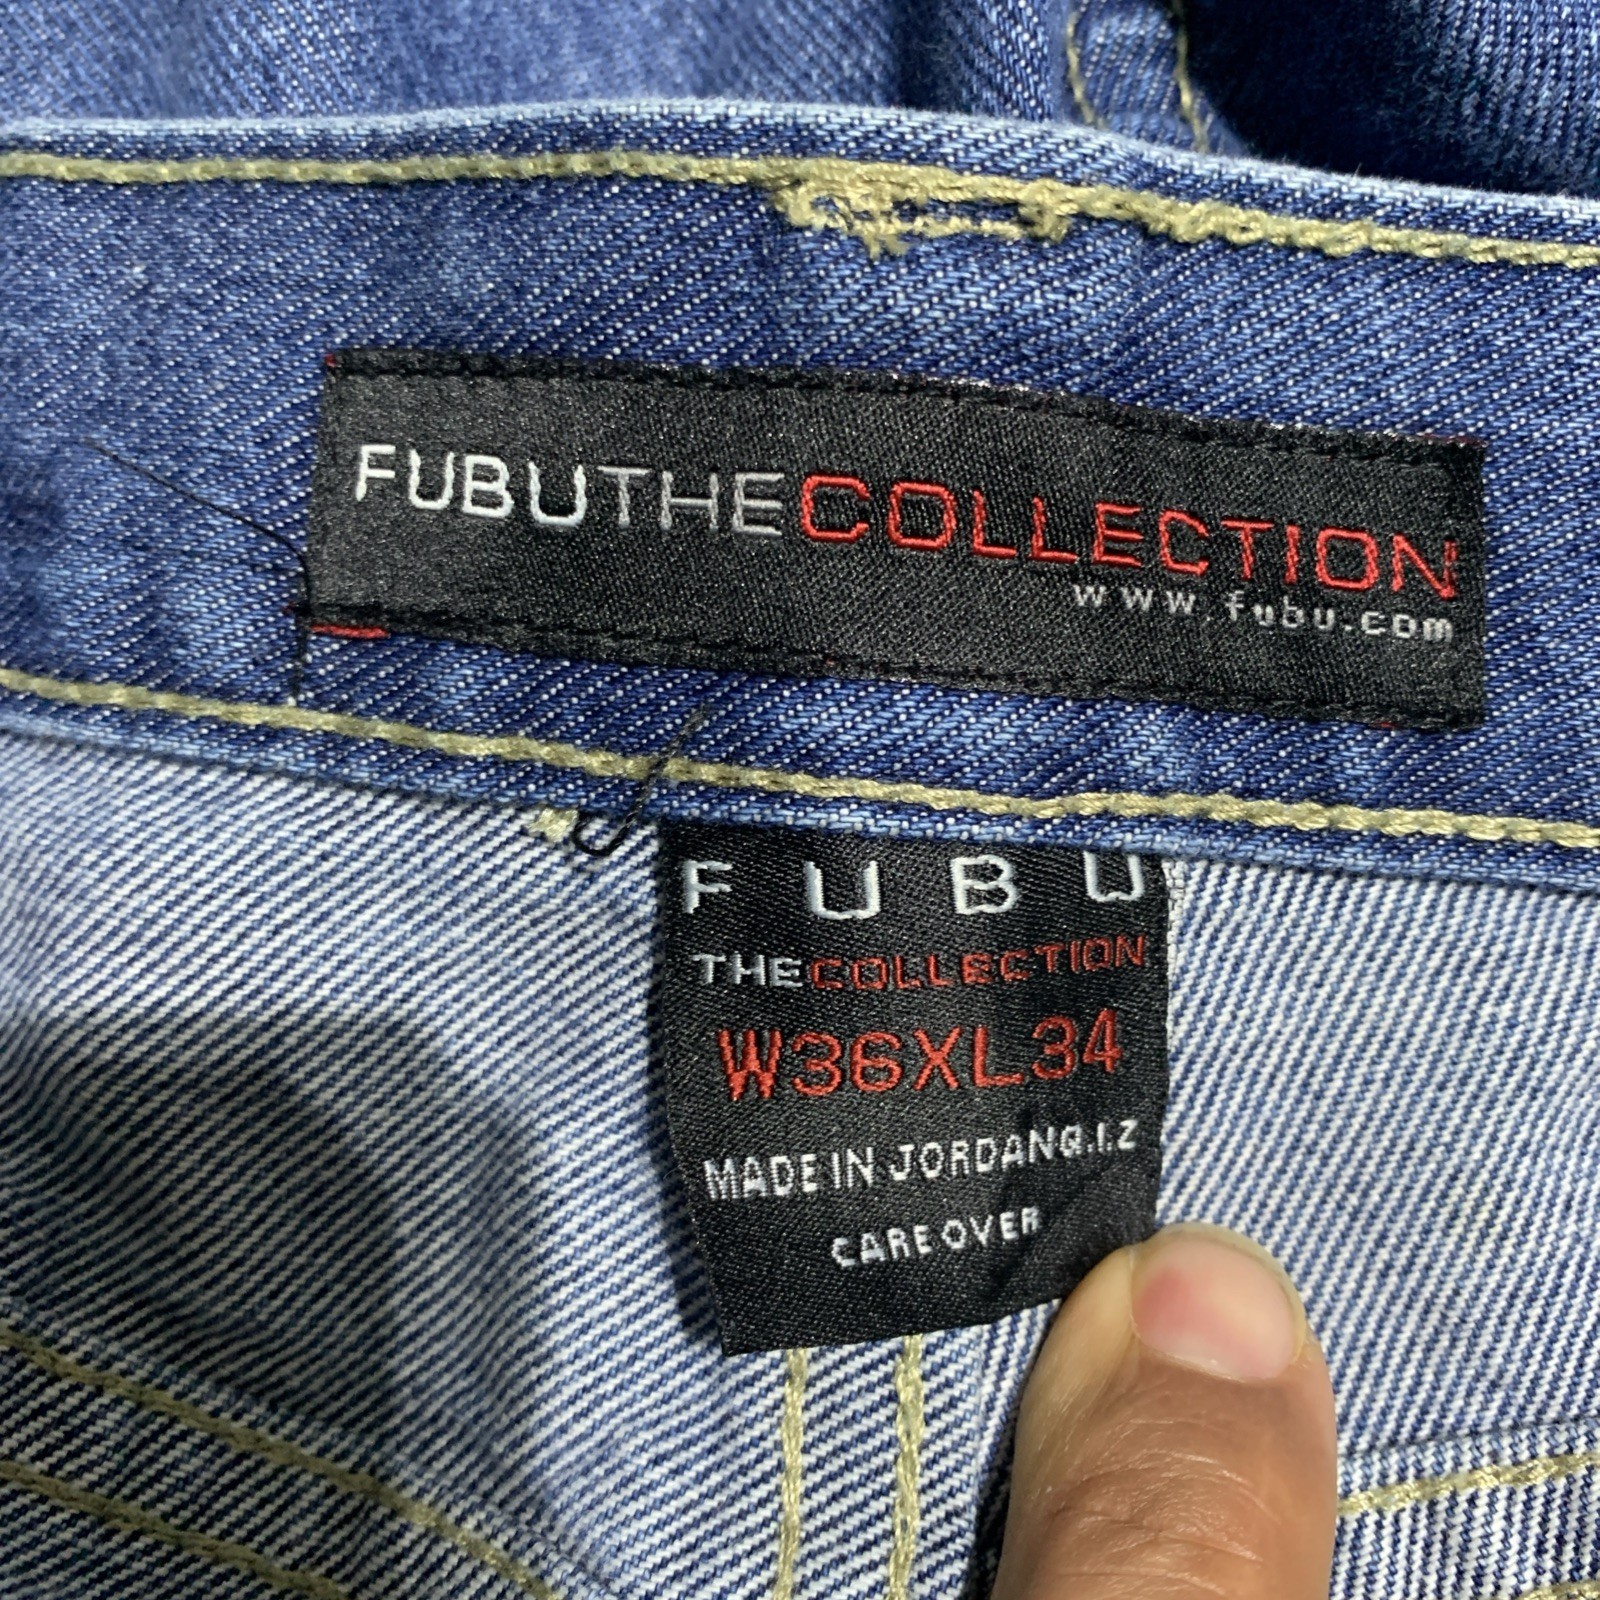 FUBUTHECOLLECTION
www.fubu.com
FUBU
THECOLLECTION
W36XL34
MADE IN JORDANQ.I.Z
CARE OVER